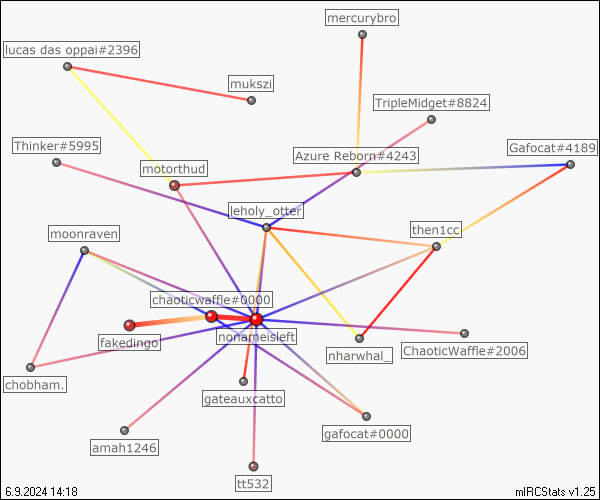 mercurybro
lucas das oppai#2396
mukszi
TripleMidget#8824
Thinker#5995
Gafocat#4189
Azure Reborn#4243
motorthud
leholy_otter
then1cc
moonraven
chaoticwaffle#0000
nonameisleft
fakedingo
nharwhal_
ChaoticWaffle#2006
chobham.
gateauxcatto
gafocat#0000
amah1246
tt532
6.9.2024 14:18
mIRCStats v1.25